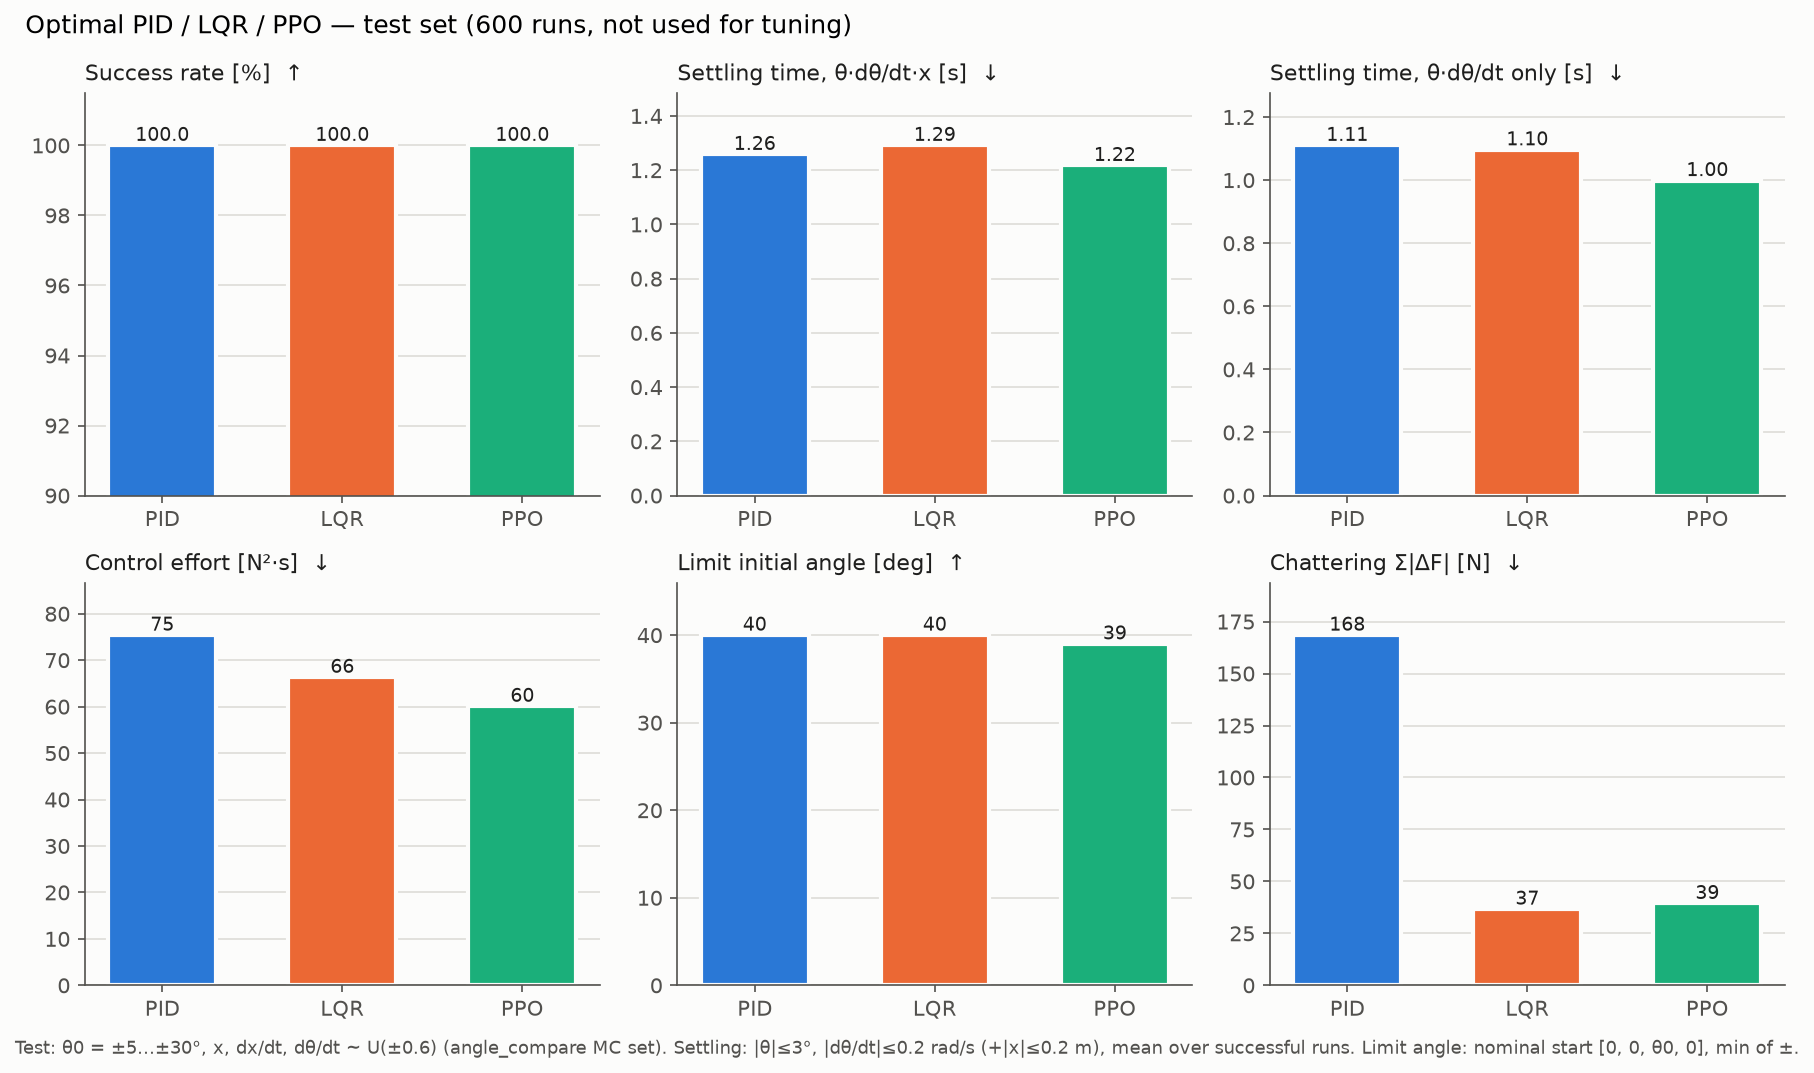 Optimal PID / LQR / PPO — test set (600 runs, not used for tuning)
Success rate [%] ↑
100
98
96
94
92
90
100.0
100.0
100.0
PID
LQR
PPO
Settling time, θ·dθ/dt·x [s] ↓
1.4
1.2
1.0
0.8
0.6
0.4
0.2
0.0
1.26
1.29
1.22
PID
LQR
PPO
Settling time, θ·dθ/dt only [s] ↓
1.2
1.0
0.8
0.6
0.4
0.2
0.0
1.11
1.10
1.00
PID
LQR
PPO
Control effort [N²·s] ↓
80
70
60
50
40
30
20
10
0
75
66
60
PID
LQR
PPO
Limit initial angle [deg] ↑
40
30
20
10
0
40
40
39
PID
LQR
PPO
Chattering Σ|ΔF| [N] ↓
175
150
125
100
75
50
25
0
168
37
39
PID
LQR
PPO
Test: θ0 = ±5…±30°, x, dx/dt, dθ/dt ~ U(±0.6) (angle_compare MC set). Settling: |θ|≤3°, |dθ/dt|≤0.2 rad/s (+|x|≤0.2 m), mean over successful runs. Limit angle: nominal start [0, 0, θ0, 0], min of ±.